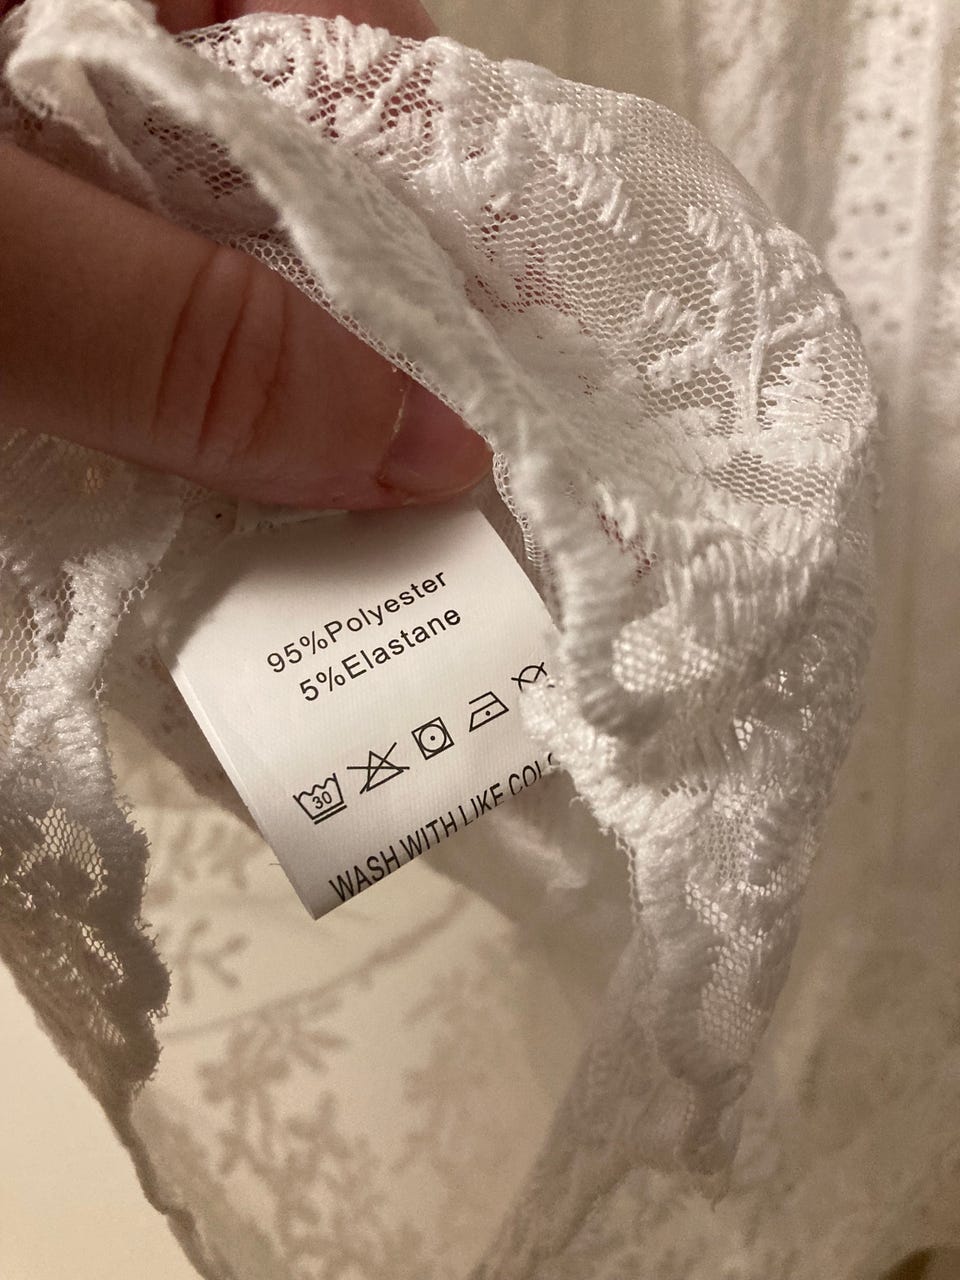 95%Polyester
5%Elastane
30
WASH WITH LIKE